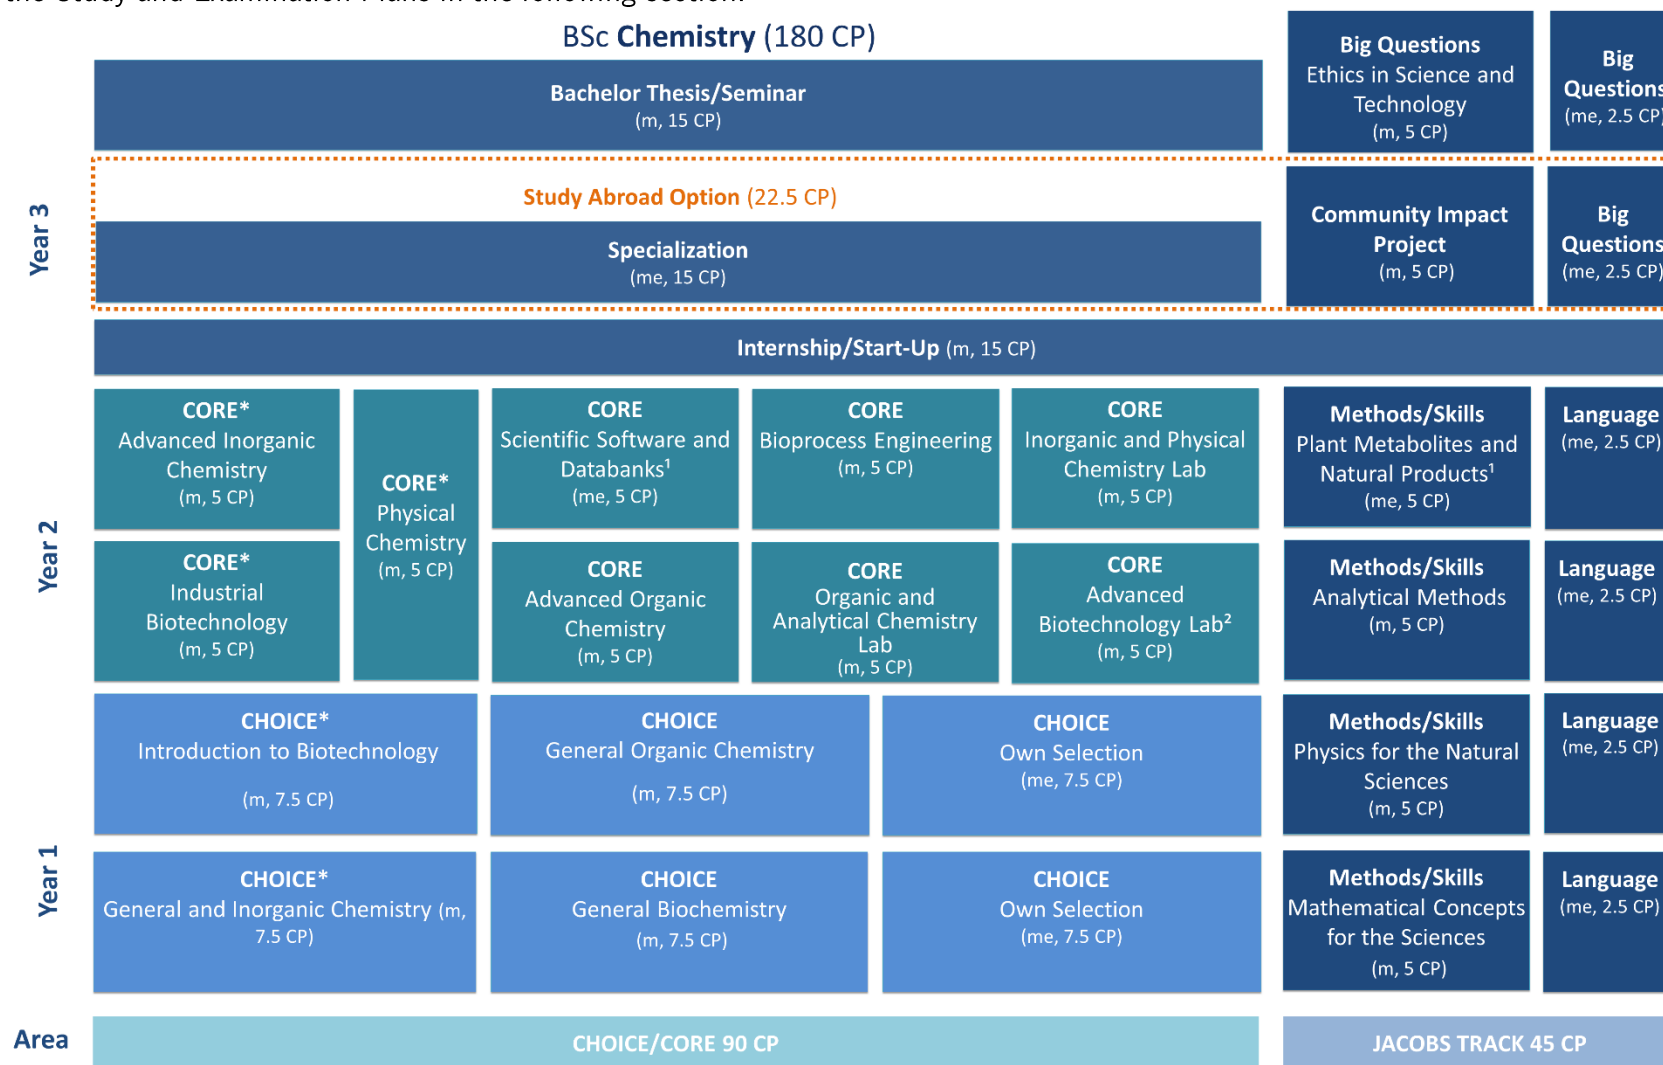 the Study and Examination Plans in the following section.
BSc Chemistry (180 CP)
Bachelor Thesis/Seminar
(m, 15 CP)
Big Questions
Ethics in Science and
Technology
(m, 5 CP)
Big
Questions
(me, 2.5 CP)
Year 3
Study Abroad Option (22.5 CP)
Specialization
(me, 15 CP)
Community Impact
Project
(m, 5 CP)
Big
Questions
(me, 2.5 CP)
Internship/Start-Up (m, 15 CP)
Year 2
CORE*
Advanced Inorganic
Chemistry
(m, 5 CP)
CORE*
Physical
Chemistry
(m, 5 CP)
CORE
Scientific Software and
Databanks¹
(me, 5 CP)
CORE
Bioprocess Engineering
(m, 5 CP)
CORE
Inorganic and Physical
Chemistry Lab
(m, 5 CP)
Methods/Skills
Plant Metabolites and
Natural Products¹
(me, 5 CP)
Language
(me, 2.5 CP)
CORE*
Industrial
Biotechnology
(m, 5 CP)
CORE
Advanced Organic
Chemistry
(m, 5 CP)
CORE
Organic and
Analytical Chemistry
Lab
(m, 5 CP)
CORE
Advanced
Biotechnology Lab²
(m, 5 CP)
Methods/Skills
Analytical Methods
(m, 5 CP)
Language
(me, 2.5 CP)
Year 1
CHOICE*
Introduction to Biotechnology
(m, 7.5 CP)
CHOICE
General Organic Chemistry
(m, 7.5 CP)
CHOICE
Own Selection
(me, 7.5 CP)
Methods/Skills
Physics for the Natural
Sciences
(m, 5 CP)
Language
(me, 2.5 CP)
CHOICE*
General and Inorganic Chemistry (m,
7.5 CP)
CHOICE
General Biochemistry
(m, 7.5 CP)
CHOICE
Own Selection
(me, 7.5 CP)
Methods/Skills
Mathematical Concepts
for the Sciences
(m, 5 CP)
Language
(me, 2.5 CP)
Area
CHOICE/CORE 90 CP
JACOBS TRACK 45 CP